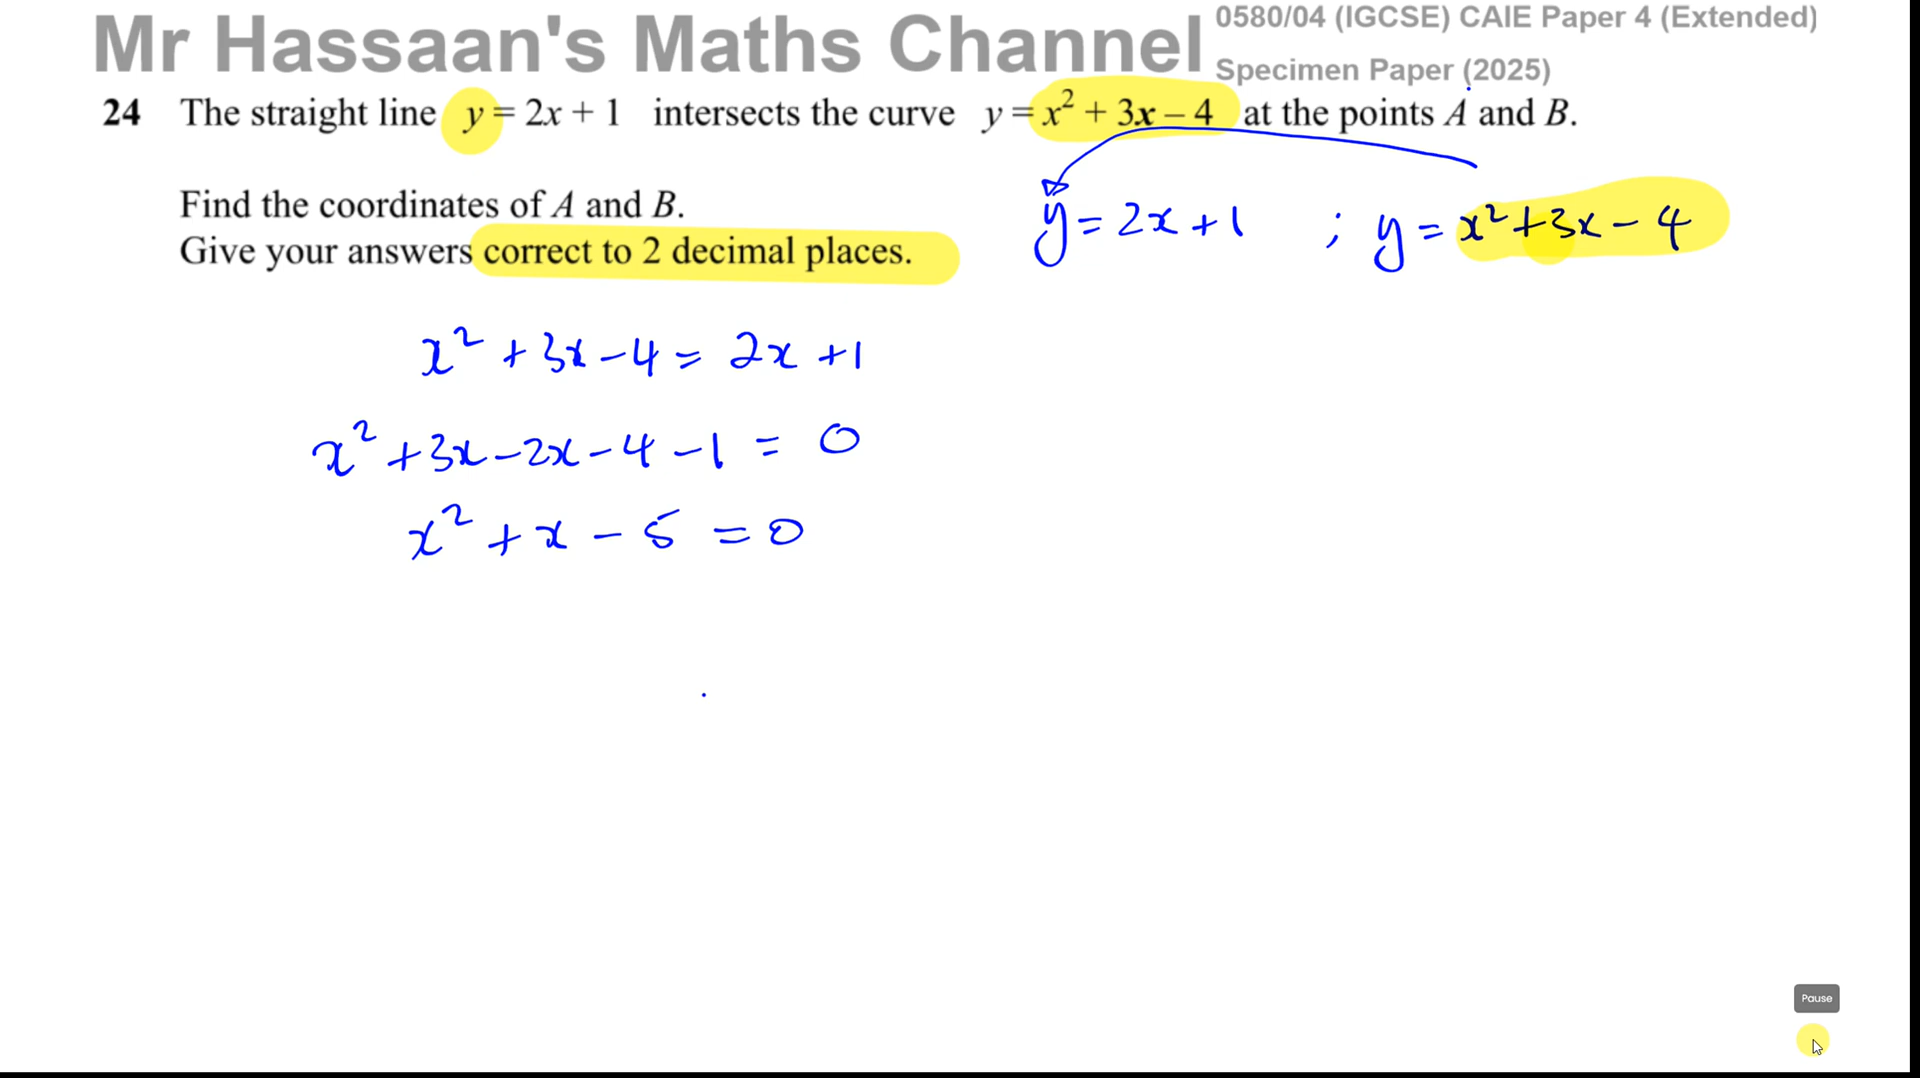 Mr Hassaan's Maths Channel
0580/04 (IGCSE) CAIE Paper 4 (Extended)
Specimen Paper (2025)
24 The straight line y = 2x + 1 intersects the curve y = x² + 3x – 4 at the points A and B.
Find the coordinates of A and B.
Give your answers correct to 2 decimal places.
y = 2x + 1 ; y = x² + 3x - 4
x² + 3x - 4 = 2x + 1
x² + 3x - 2x - 4 - 1 = 0
x² + x - 5 = 0
Pause